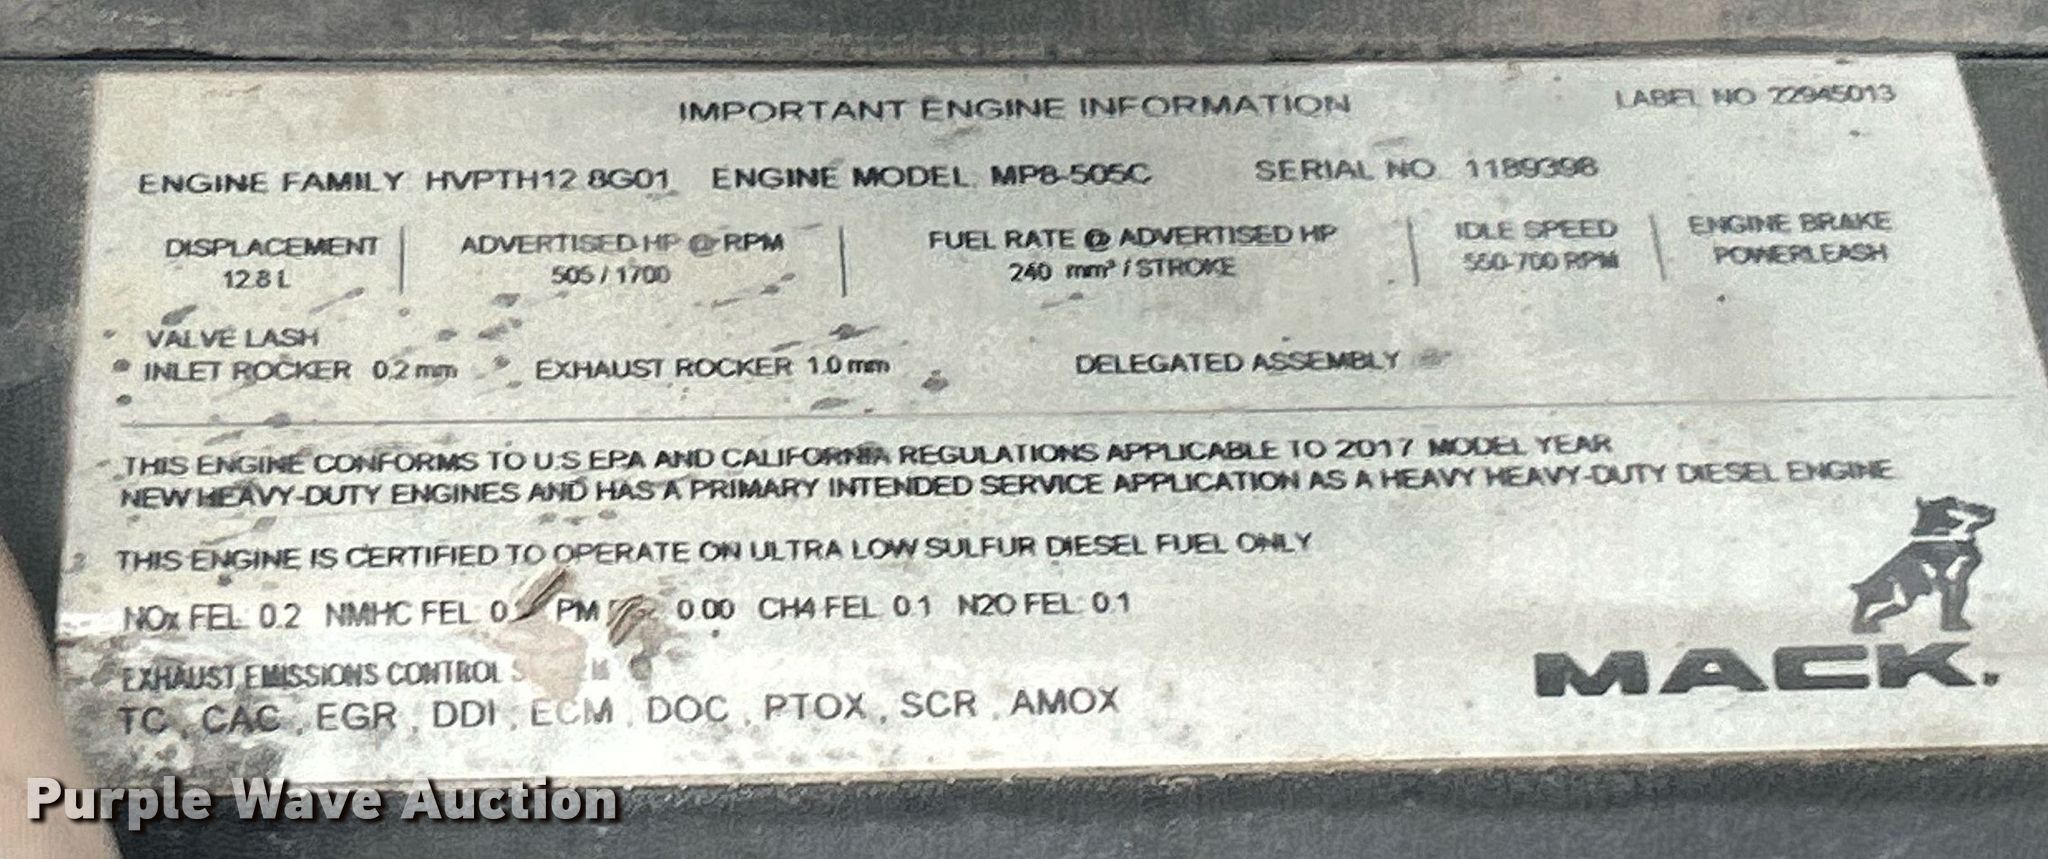 IMPORTANT ENGINE INFORMATION
LABEL NO 22945013
ENGINE FAMILY HVPTH12.8G01 ENGINE MODEL MP8-505C SERIAL NO 1189398
DISPLACEMENT
12.8 L
ADVERTISED HP @ RPM
505 / 1700
FUEL RATE @ ADVERTISED HP
240 mm³ / STROKE
IDLE SPEED
550-700 RPM
ENGINE BRAKE
POWERLEASH
VALVE LASH
INLET ROCKER 0.2 mm EXHAUST ROCKER 1.0 mm DELEGATED ASSEMBLY
THIS ENGINE CONFORMS TO U.S EPA AND CALIFORNIA REGULATIONS APPLICABLE TO 2017 MODEL YEAR
NEW HEAVY-DUTY ENGINES AND HAS A PRIMARY INTENDED SERVICE APPLICATION AS A HEAVY HEAVY-DUTY DIESEL ENGINE
THIS ENGINE IS CERTIFIED TO OPERATE ON ULTRA LOW SULFUR DIESEL FUEL ONLY
NOx FEL: 0.2 NMHC FEL: PM 0.00 CH4 FEL: 0.1 N2O FEL: 0.1
EXHAUST EMISSIONS CONTROL
TC , CAC , EGR , DDI , ECM , DOC , PTOX , SCR , AMOX
MACK.
Purple Wave Auction